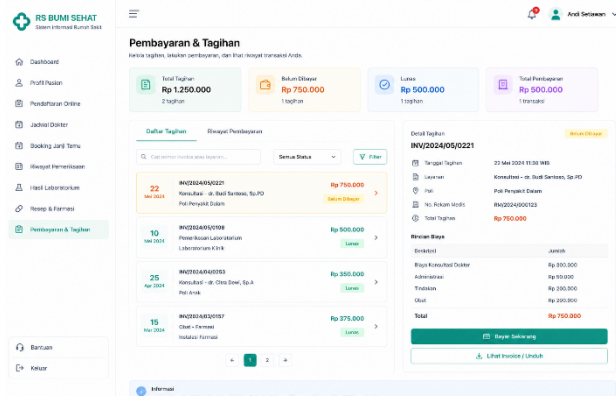 RS BUMI SEHAT
Sistem Informasi Rumah Sakit
Dashboard
Profil Pasien
Pendaftaran Online
Jadwal Dokter
Booking Janji Temu
Riwayat Pemeriksaan
Hasil Laboratorium
Resep & Farmasi
Pembayaran & Tagihan
Bantuan
Keluar
Andi Setiawan
Pembayaran & Tagihan
Kelola tagihan, lakukan pembayaran, dan lihat riwayat transaksi Anda.
Total Tagihan
Rp 1.250.000
2 tagihan
Belum Dibayar
Rp 750.000
1 tagihan
Lunas
Rp 500.000
1 tagihan
Total Pembayaran
Rp 500.000
1 transaksi
Daftar Tagihan
Riwayat Pembayaran
Cari nomor invoice atau layanan...
Semua Status
Filter
22
Mei 2024
INV/2024/05/0221
Konsultasi - dr. Budi Santoso, Sp.PD
Poli Penyakit Dalam
Rp 750.000
Belum Dibayar
10
Mei 2024
INV/2024/05/0108
Pemeriksaan Laboratorium
Laboratorium Klinik
Rp 500.000
Lunas
25
Apr 2024
INV/2024/04/0253
Konsultasi - dr. Citra Dewi, Sp.A
Poli Anak
Rp 350.000
Lunas
15
Mar 2024
INV/2024/03/0157
Obat - Farmasi
Instalasi Farmasi
Rp 375.000
Lunas
1
2
Detail Tagihan
Belum Dibayar
INV/2024/05/0221
Tanggal Tagihan
22 Mei 2024 11:30 WIB
Layanan
Konsultasi - dr. Budi Santoso, Sp.PD
Poli
Poli Penyakit Dalam
No. Rekam Medis
RM/2024/000123
Total Tagihan
Rp 750.000
Rincian Biaya
Deskripsi
Jumlah
Biaya Konsultasi Dokter
Rp 300.000
Administrasi
Rp 50.000
Tindakan
Rp 200.000
Obat
Rp 200.000
Total
Rp 750.000
Bayar Sekarang
Lihat Invoice / Unduh
Informasi